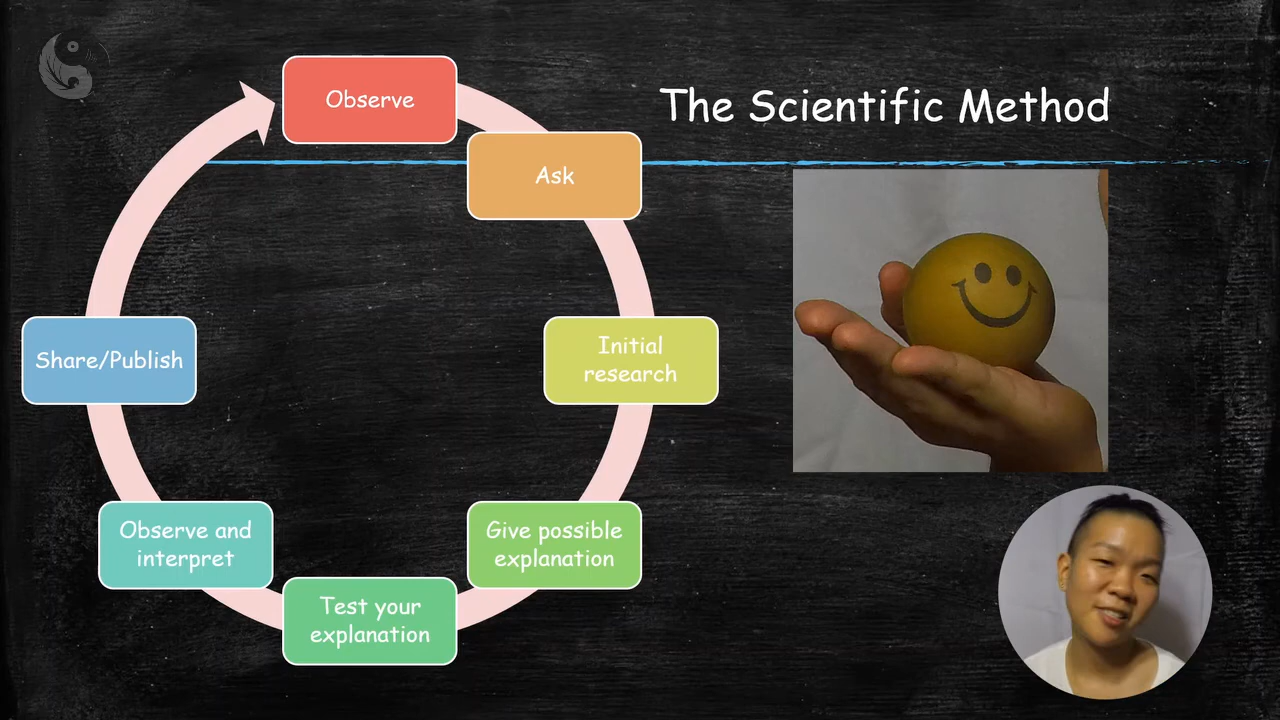 The Scientific Method
Observe
Ask
Initial
research
Give possible
explanation
Test your
explanation
Observe and
interpret
Share/Publish